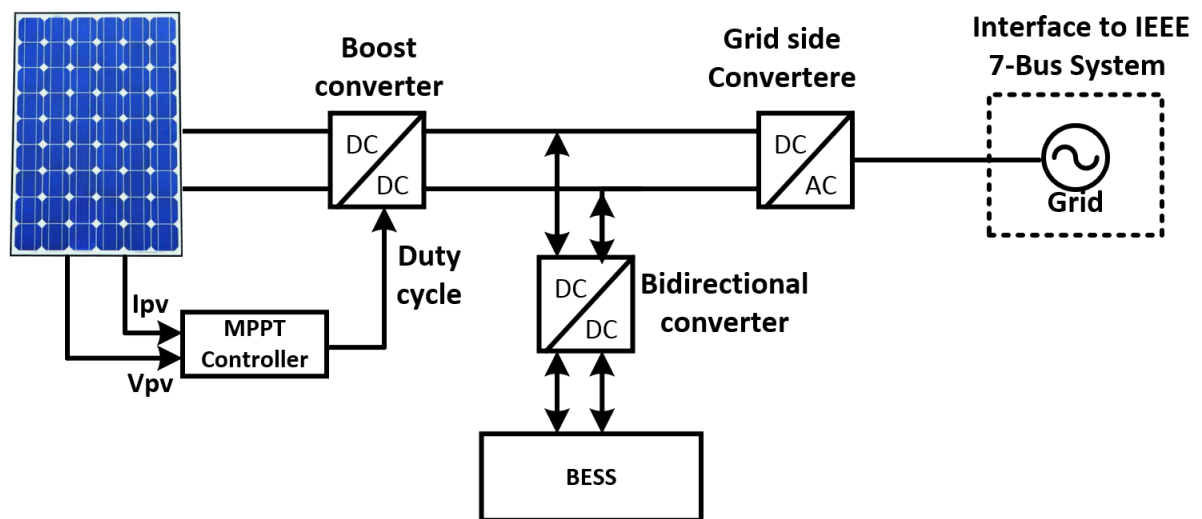 Boost
converter
DC
DC
Grid side
Convertere
DC
AC
Interface to IEEE
7-Bus System
Grid
Duty
cycle
Ipv
Vpv
MPPT
Controller
DC
DC
Bidirectional
converter
BESS